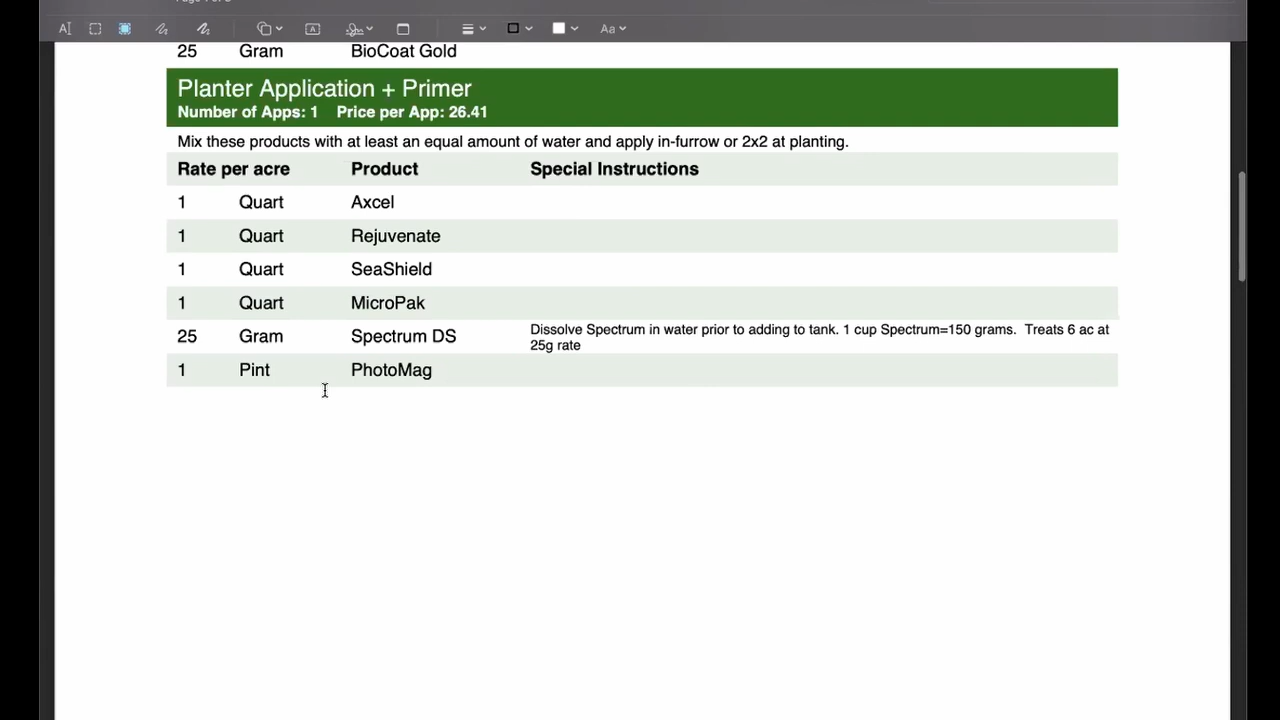 25 Gram BioCoat Gold
Planter Application + Primer
Number of Apps: 1 Price per App: 26.41
Mix these products with at least an equal amount of water and apply in-furrow or 2x2 at planting.
Rate per acre Product Special Instructions
1 Quart Axcel
1 Quart Rejuvenate
1 Quart SeaShield
1 Quart MicroPak
25 Gram Spectrum DS Dissolve Spectrum in water prior to adding to tank. 1 cup Spectrum=150 grams. Treats 6 ac at
25g rate
1 Pint PhotoMag